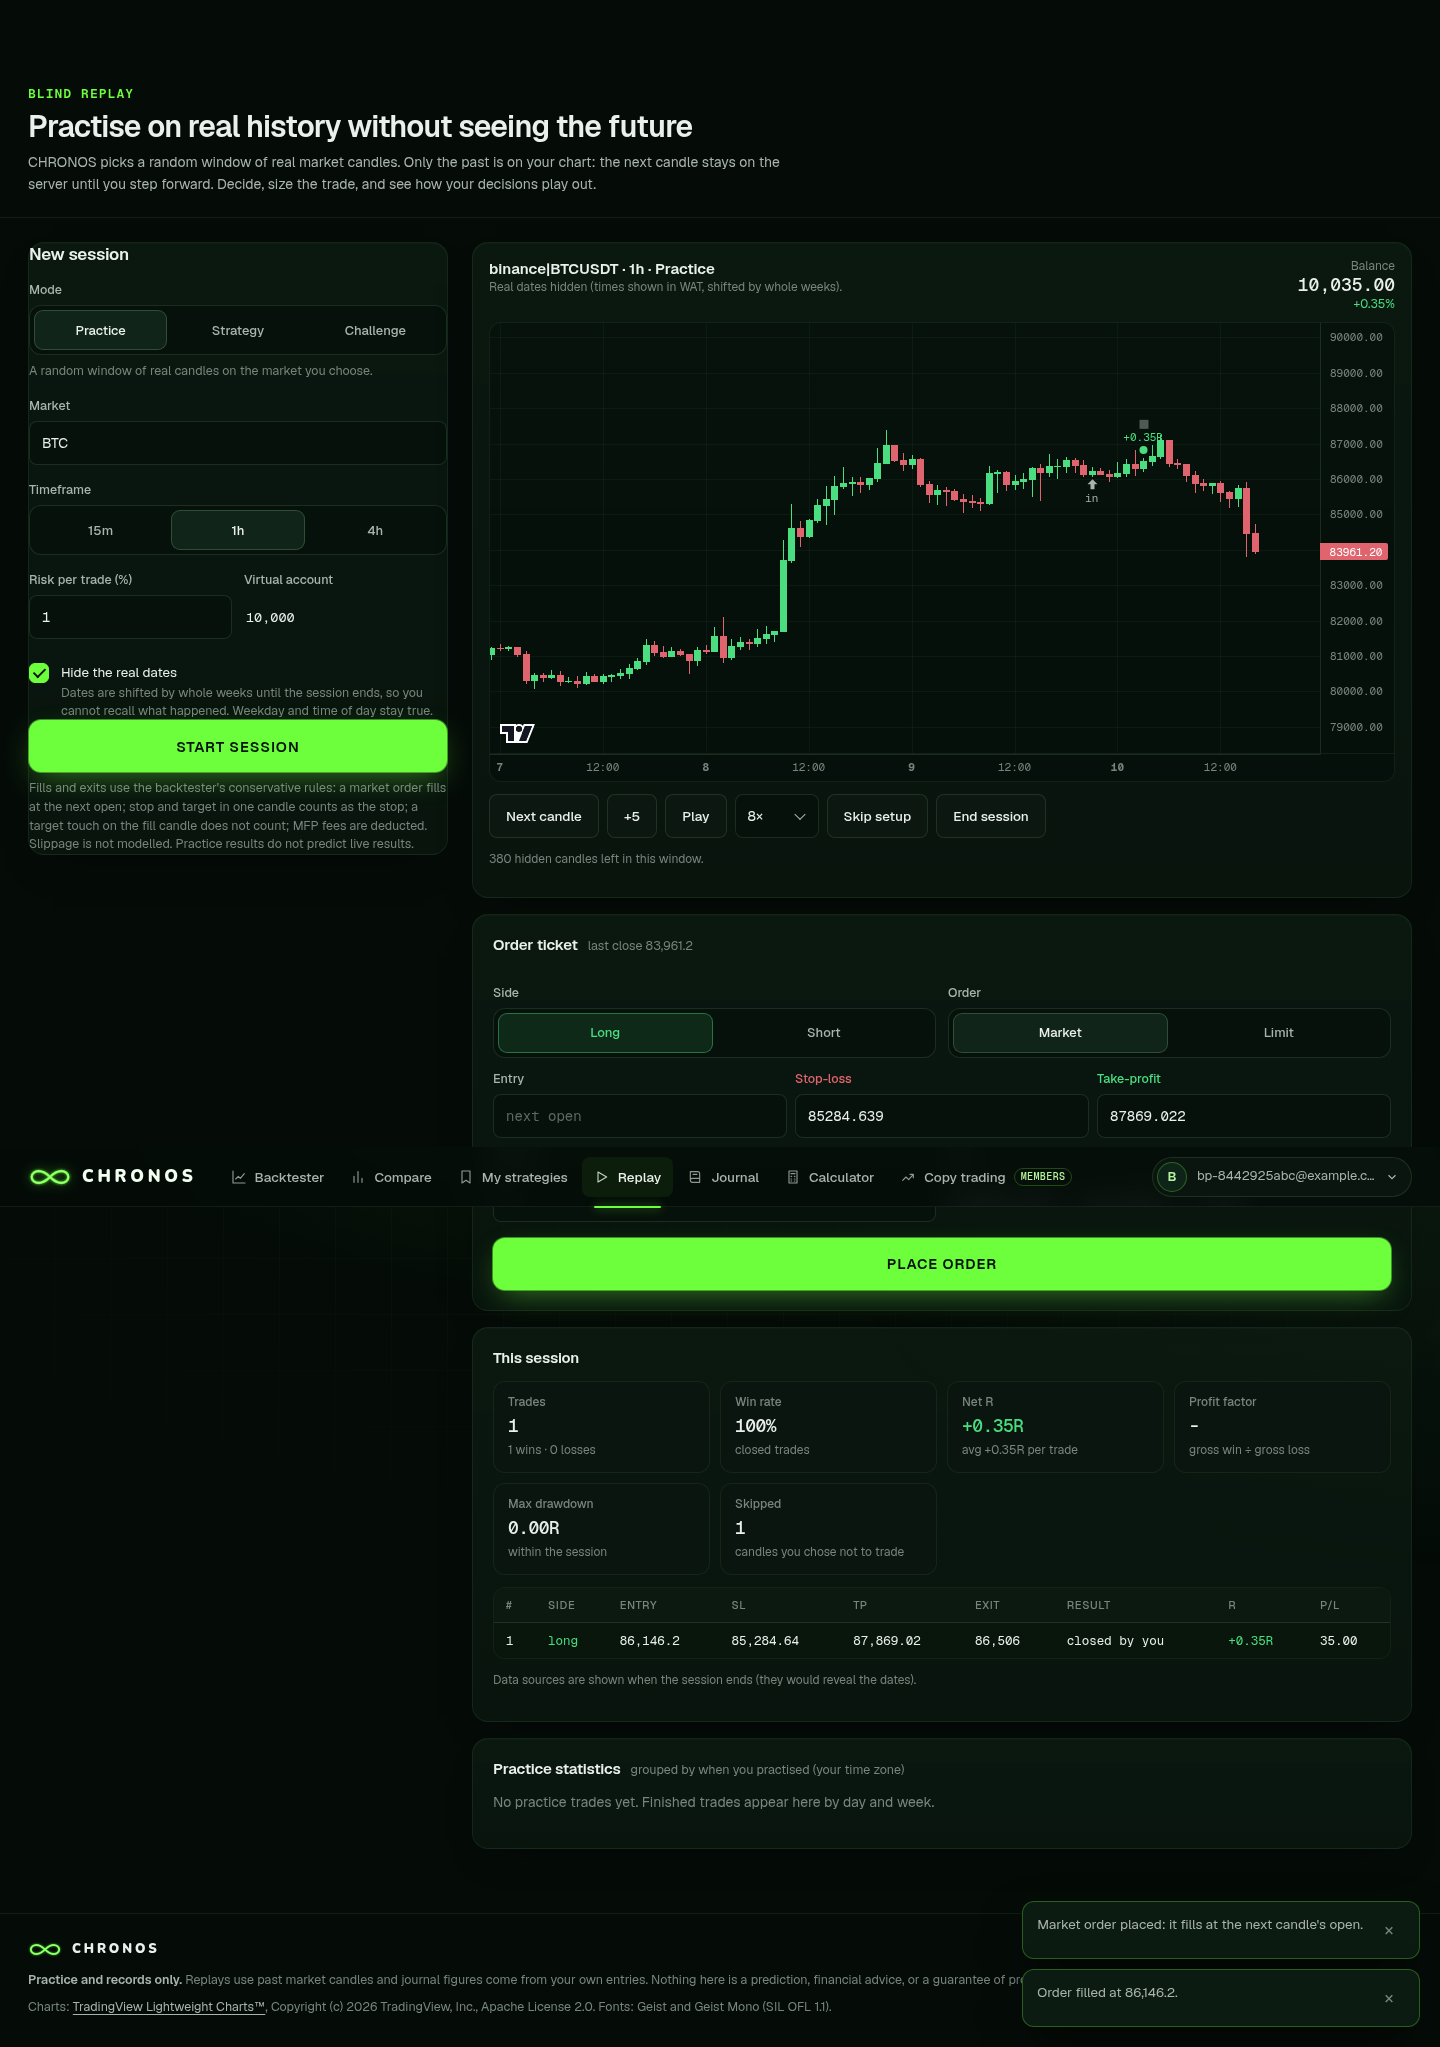 BLIND REPLAY
Practise on real history without seeing the future
CHRONOS picks a random window of real market candles. Only the past is on your chart: the next candle stays on the
server until you step forward. Decide, size the trade, and see how your decisions play out.
New session
Mode
Practice Strategy Challenge
A random window of real candles on the market you choose.
Market
BTC
Timeframe
15m 1h 4h
Risk per trade (%) Virtual account
1 10,000
Hide the real dates
Dates are shifted by whole weeks until the session ends, so you
cannot recall what happened. Weekday and time of day stay true.
START SESSION
Fills and exits use the backtester's conservative rules: a market order fills
at the next open; stop and target in one candle counts as the stop; a
target touch on the fill candle does not count; MFP fees are deducted.
Slippage is not modelled. Practice results do not predict live results.
binance|BTCUSDT · 1h · Practice
Real dates hidden (times shown in WAT, shifted by whole weeks).
Balance
10,035.00
+0.35%
90000.00
89000.00
88000.00
87000.00
86000.00
85000.00
83961.20
83000.00
82000.00
81000.00
80000.00
79000.00
+0.35R
in
7 12:00 8 12:00 9 12:00 10 12:00
Next candle +5 Play 8× Skip setup End session
380 hidden candles left in this window.
Order ticket last close 83,961.2
Side Order
Long Short Market Limit
Entry Stop-loss Take-profit
next open 85284.639 87869.022
CHRONOS Backtester Compare My strategies Replay Journal Calculator Copy trading MEMBERS B bp-8442925abc@example.c…
PLACE ORDER
This session
Trades Win rate Net R Profit factor
1 100% +0.35R -
1 wins · 0 losses closed trades avg +0.35R per trade gross win ÷ gross loss
Max drawdown Skipped
0.00R 1
within the session candles you chose not to trade
# SIDE ENTRY SL TP EXIT RESULT R P/L
1 long 86,146.2 85,284.64 87,869.02 86,506 closed by you +0.35R 35.00
Data sources are shown when the session ends (they would reveal the dates).
Practice statistics grouped by when you practised (your time zone)
No practice trades yet. Finished trades appear here by day and week.
Market order placed: it fills at the next candle's open. ×
Order filled at 86,146.2. ×
CHRONOS
Practice and records only. Replays use past market candles and journal figures come from your own entries. Nothing here is a prediction, financial advice, or a guarantee of
Charts: TradingView Lightweight Charts™, Copyright (c) 2026 TradingView, Inc., Apache License 2.0. Fonts: Geist and Geist Mono (SIL OFL 1.1).